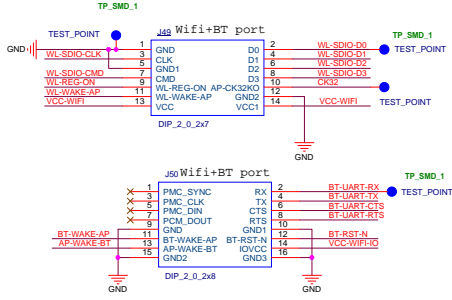 TP_SMD_1
TEST_POINT
J49 Wifi+BT port
TP_SMD_1
GND
1 GND D0 2 WL-SDIO-D0 TEST_POINT
WL-SDIO-CLK 3 CLK D1 4 WL-SDIO-D1
5 GND1 D2 6 WL-SDIO-D2
WL-SDIO-CMD 7 CMD D3 8 WL-SDIO-D3
WL-REG-ON 9 WL-REG-ON AP-CK32KO 10 CK32
WL-WAKE-AP 11 WL-WAKE-AP GND2 12
VCC-WIFI 13 VCC VCC1 14 VCC-WIFI TEST_POINT
DIP_2_0_2x7
GND
J50 Wifi+BT port
TP_SMD_1
1 PMC_SYNC RX 2 BT-UART-RX TEST_POINT
3 PMC_CLK TX 4 BT-UART-TX
5 PMC_DIN CTS 6 BT-UART-CTS
7 PCM_DOUT RTS 8 BT-UART-RTS
9 GND GND1 10
BT-WAKE-AP 11 BT-WAKE-AP BT-RST-N 12 BT-RST-N
AP-WAKE-BT 13 AP-WAKE-BT IOVCC 14 VCC-WIFI-IO
15 GND2 GND3 16
DIP_2_0_2x8
GND GND